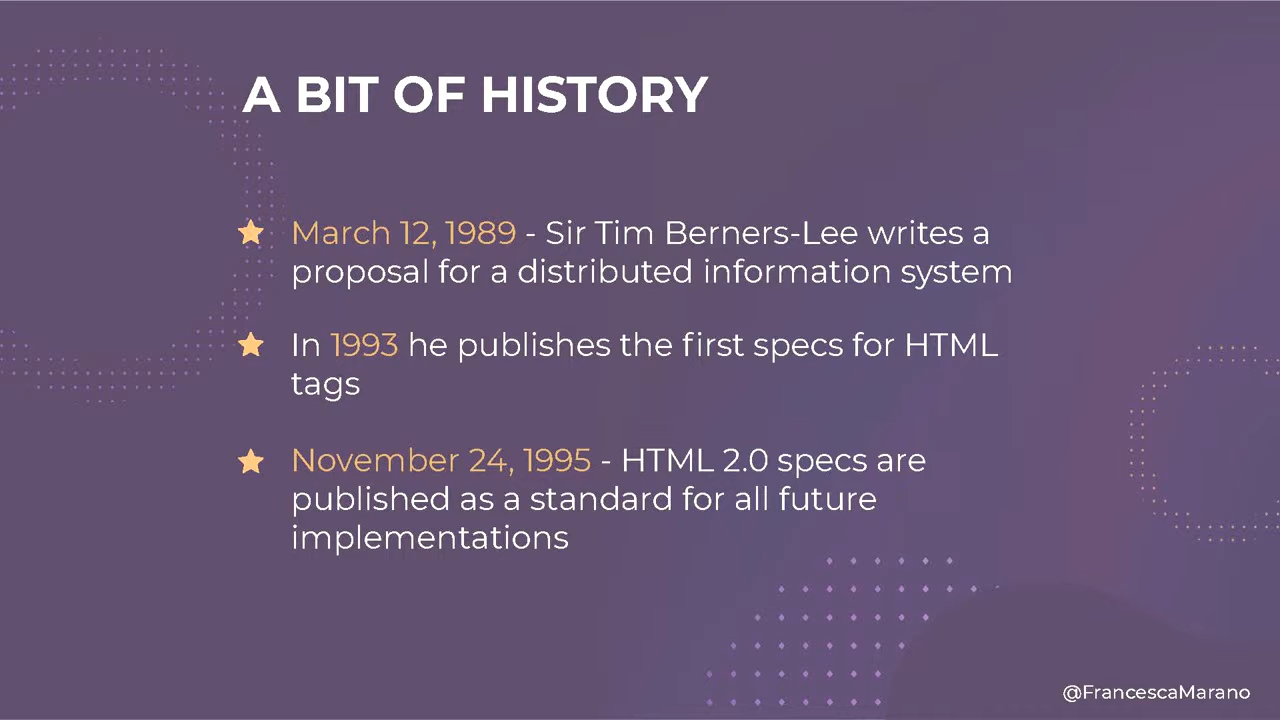 A BIT OF HISTORY
March 12, 1989 - Sir Tim Berners-Lee writes a
proposal for a distributed information system
In 1993 he publishes the first specs for HTML
tags
November 24, 1995 - HTML 2.0 specs are
published as a standard for all future
implementations
@FrancescaMarano